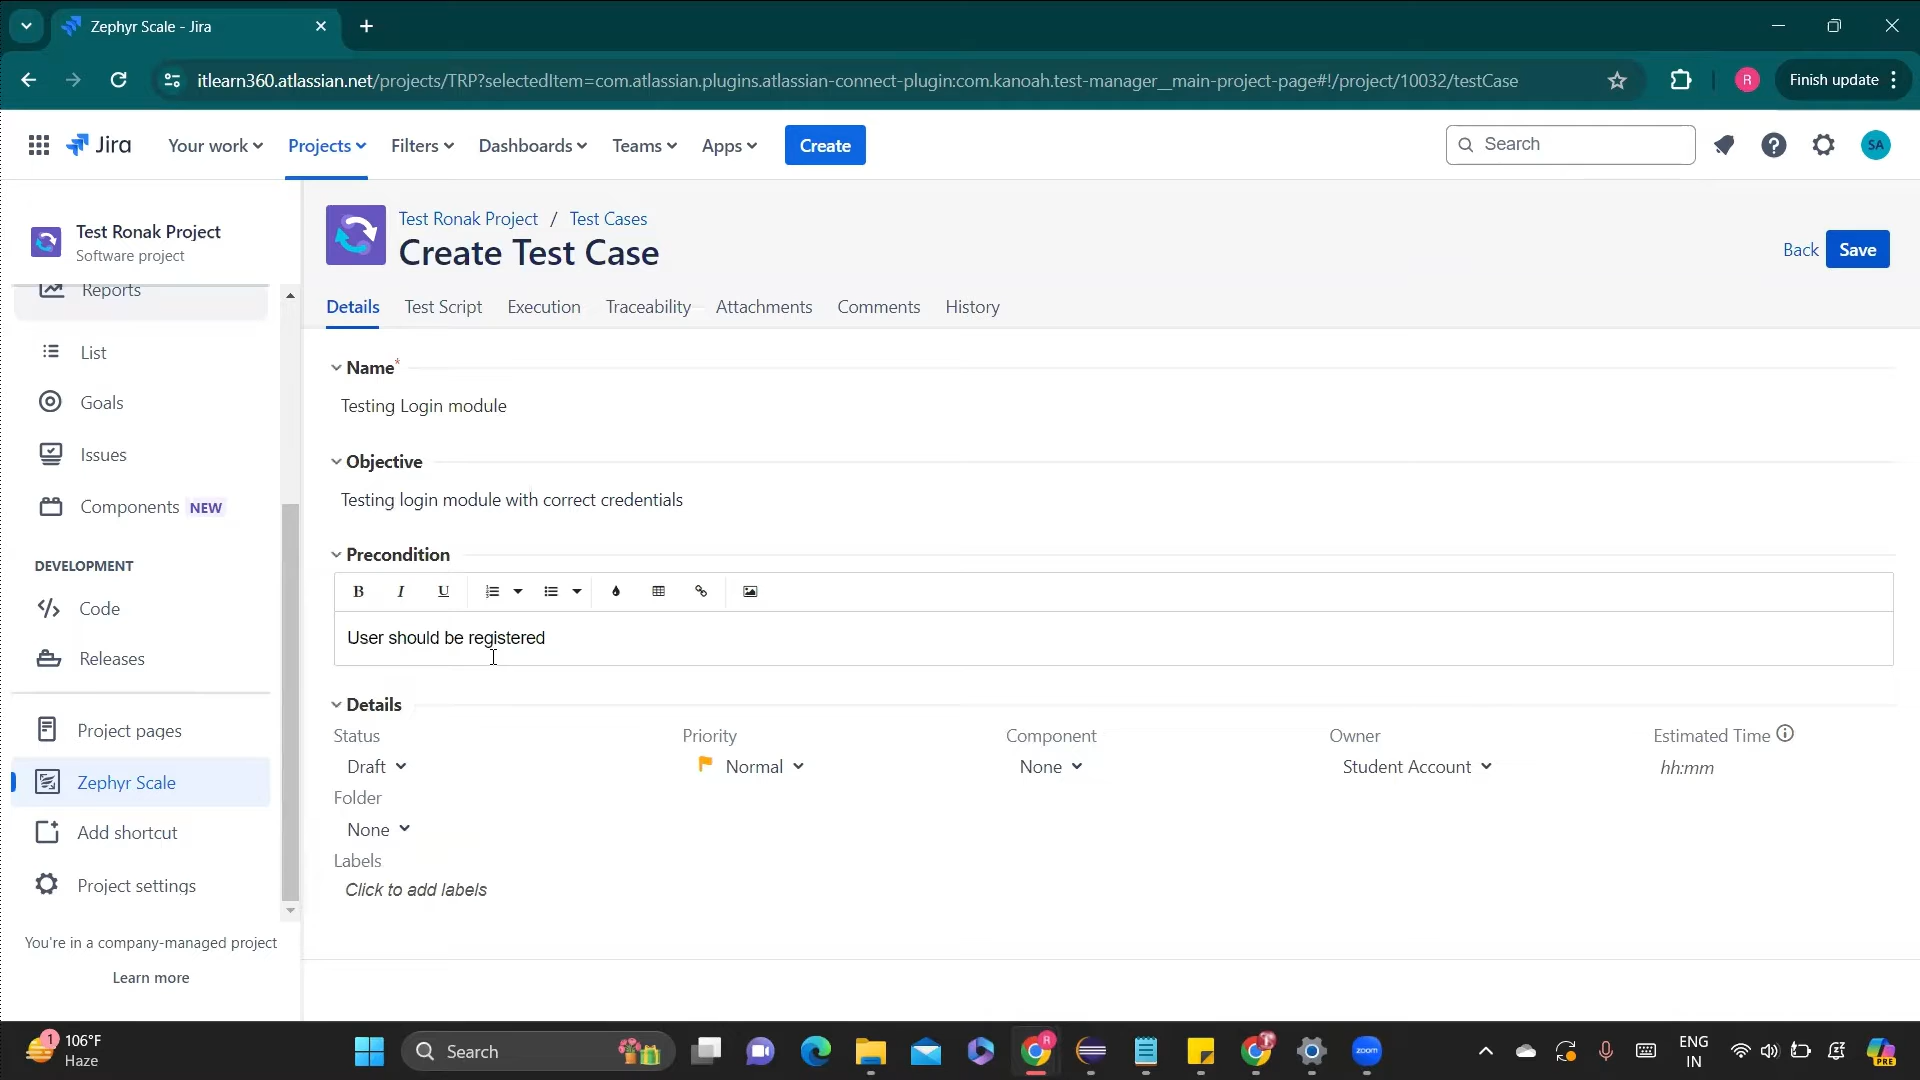 Zephyr Scale - Jira
itlearn360.atlassian.net/projects/TRP?selectedItem=com.atlassian.plugins.atlassian-connect-plugin:com.kanoah.test-manager__main-project-page#!/project/10032/testCase
R
Finish update
Jira
Your work
Projects
Filters
Dashboards
Teams
Apps
Create
Search
SA
Test Ronak Project
Software project
Reports
List
Goals
Issues
Components NEW
DEVELOPMENT
Code
Releases
Project pages
Zephyr Scale
Add shortcut
Project settings
You're in a company-managed project
Learn more
Test Ronak Project / Test Cases
Create Test Case
Back
Save
Details
Test Script
Execution
Traceability
Attachments
Comments
History
Name*
Testing Login module
Objective
Testing login module with correct credentials
Precondition
B I U
User should be registered
Details
Status
Draft
Priority
Normal
Component
None
Owner
Student Account
Estimated Time
hh:mm
Folder
None
Labels
Click to add labels
1
106°F
Haze
Search
R
zoom
ENG
IN
PRE